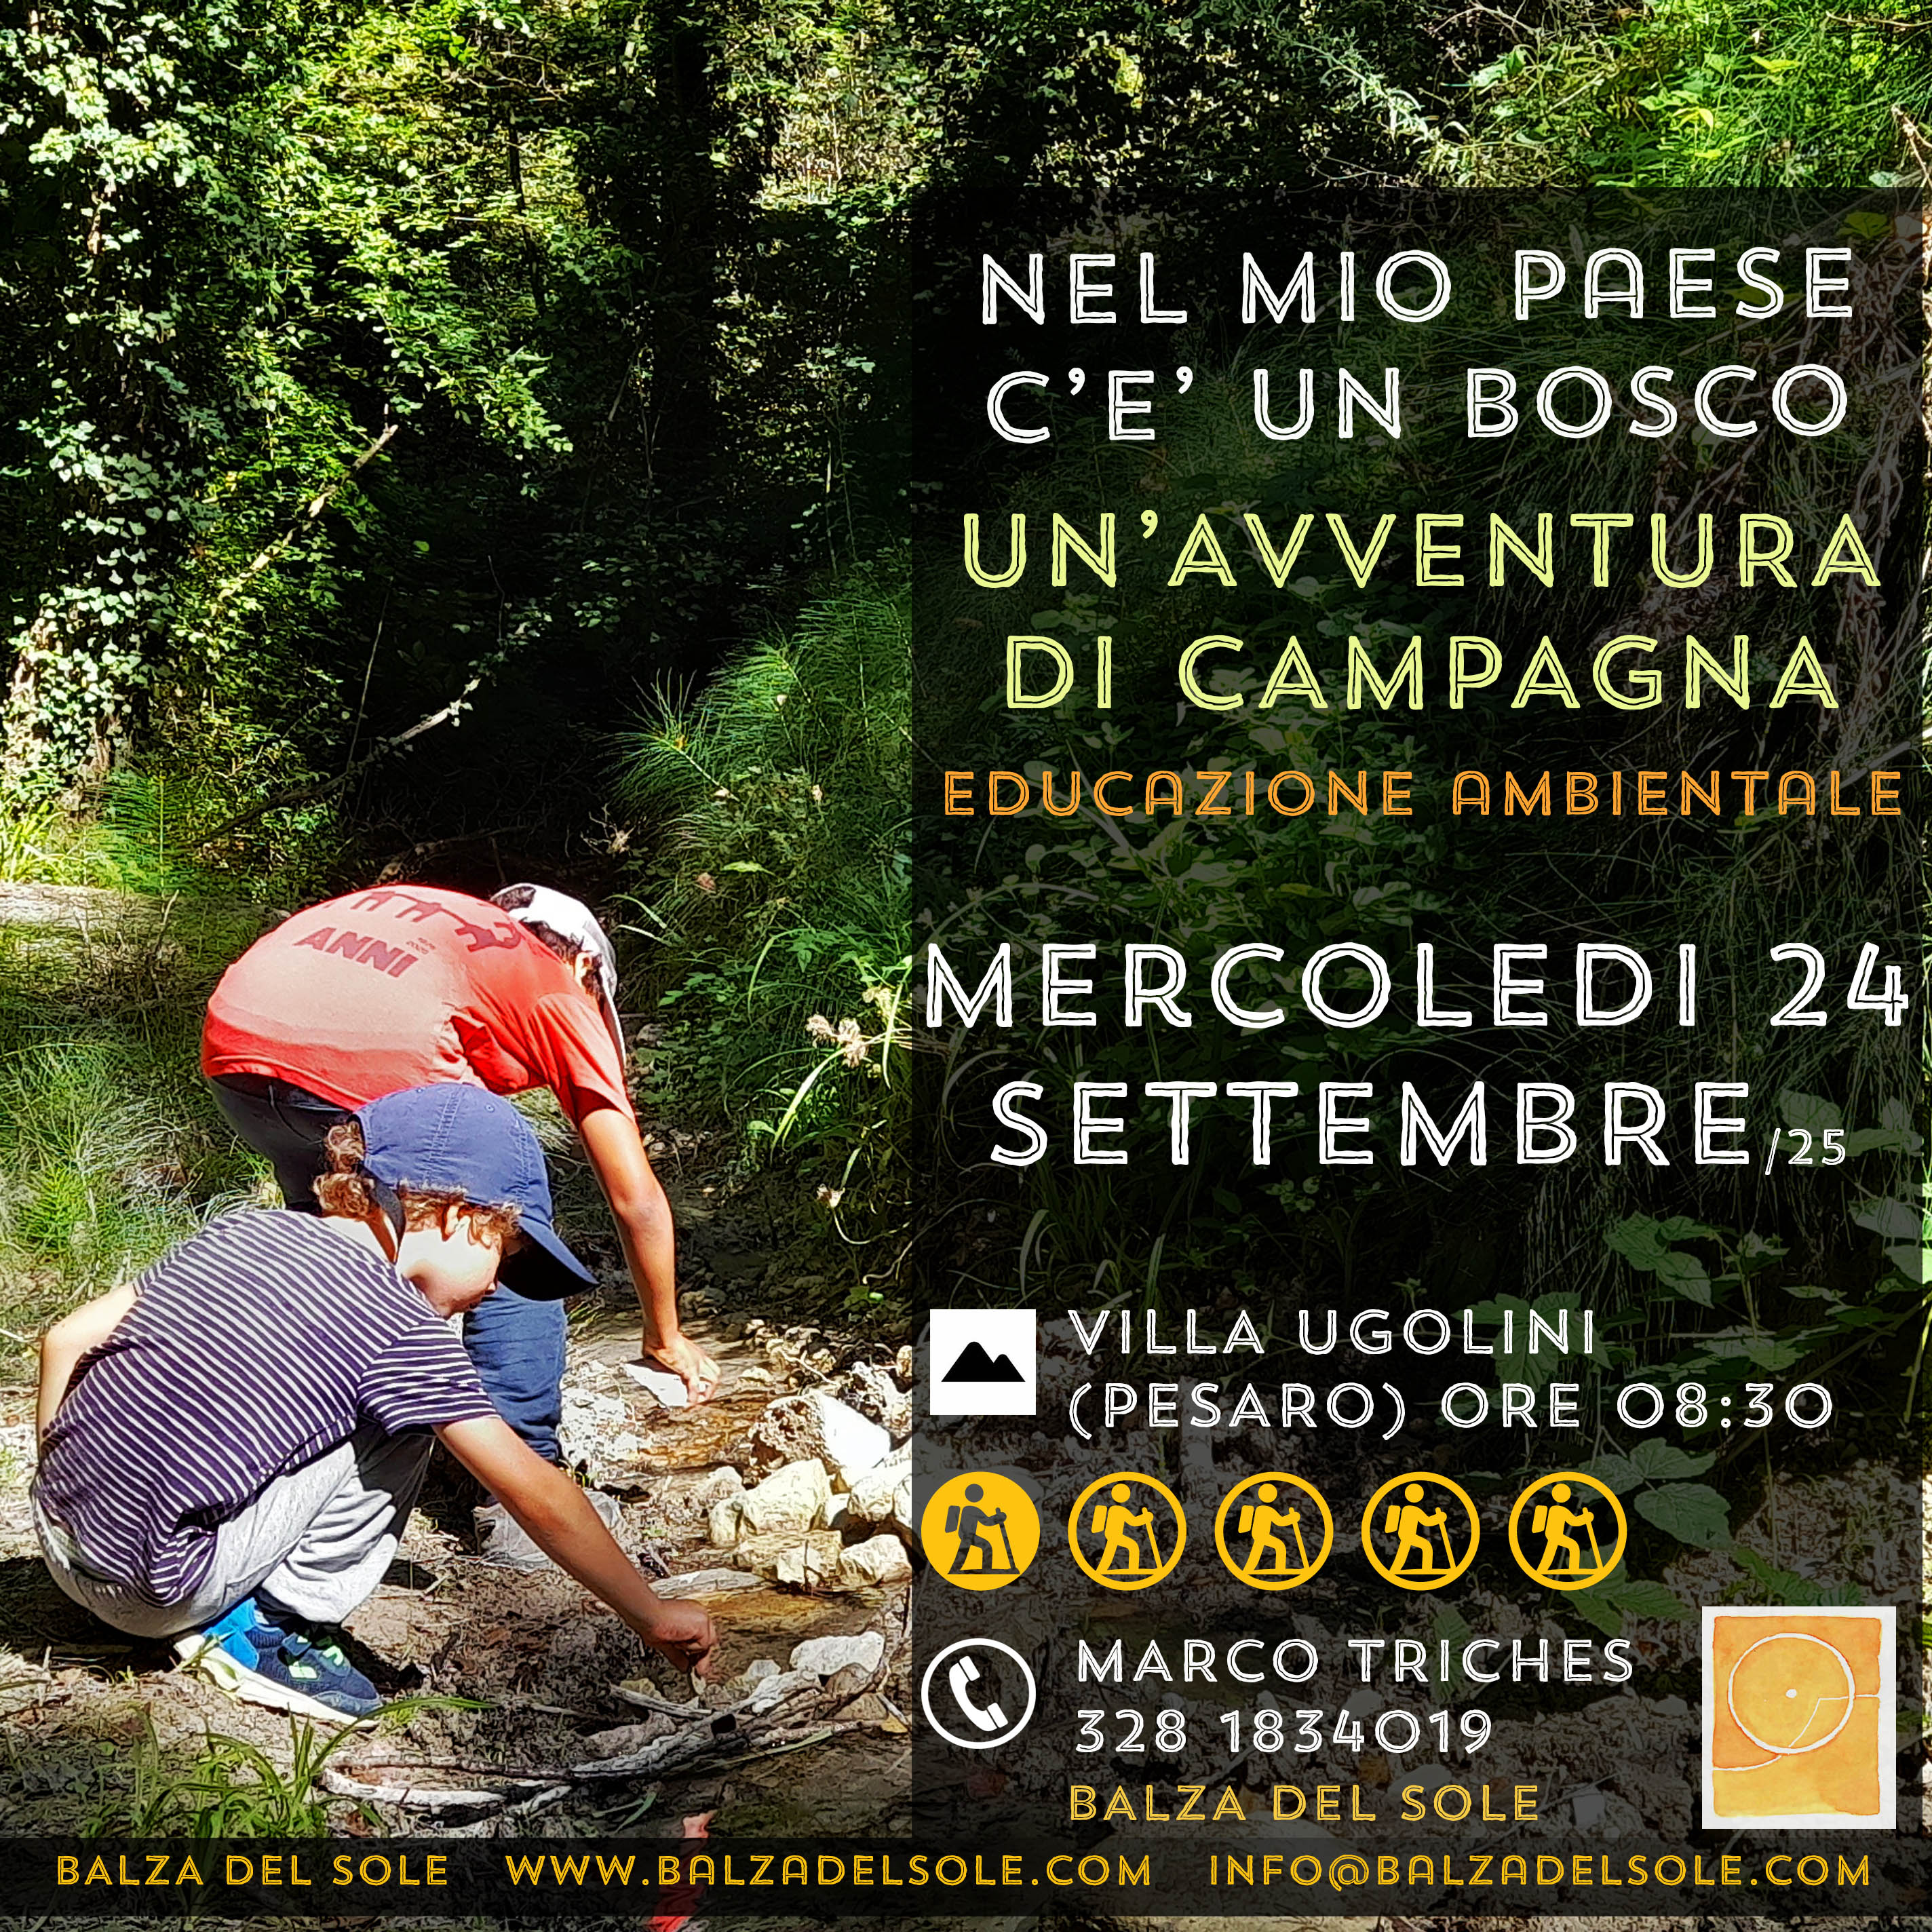 NEL MIO PAESE
C'E' UN BOSCO
UN'AVVENTURA
DI CAMPAGNA
EDUCAZIONE AMBIENTALE
ANNI
MERCOLEDI 24
SETTEMBRE/25
VILLA UGOLINI
(PESARO) ORE 08:30
MARCO TRICHES
328 1834019
BALZA DEL SOLE
BALZA DEL SOLE WWW.BALZADELSOLE.COM INFO@BALZADELSOLE.COM